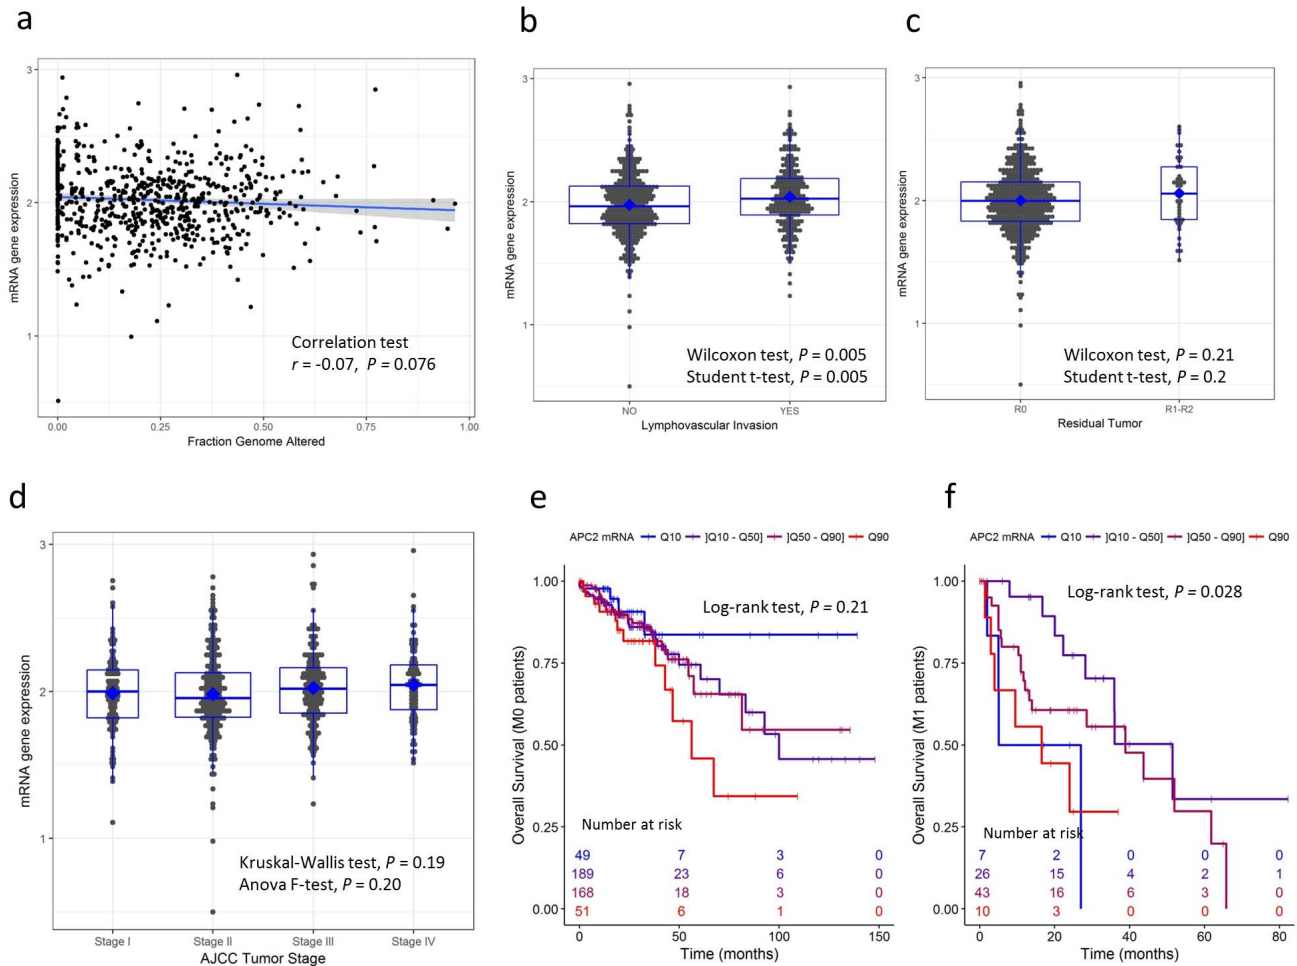 a
3
2
1
mRNA gene expression
Correlation test
r = -0.07, P = 0.076
0.00 0.25 0.50 0.75 1.00
Fraction Genome Altered
b
3
2
1
mRNA gene expression
Wilcoxon test, P = 0.005
Student t-test, P = 0.005
NO YES
Lymphovascular Invasion
c
3
2
1
mRNA gene expression
Wilcoxon test, P = 0.21
Student t-test, P = 0.2
R0 R1-R2
Residual Tumor
d
3
2
1
mRNA gene expression
Kruskal-Wallis test, P = 0.19
Anova F-test, P = 0.20
Stage I Stage II Stage III Stage IV
AJCC Tumor Stage
e
APC2 mRNA Q10 ]Q10 - Q50] ]Q50 - Q90] Q90
1.00
0.75
0.50
0.25
0.00
Overall Survival (M0 patients)
Log-rank test, P = 0.21
Number at risk
49 7 3 0
189 23 6 0
168 18 3 0
51 6 1 0
0 50 100 150
Time (months)
f
APC2 mRNA Q10 ]Q10 - Q50] ]Q50 - Q90] Q90
1.00
0.75
0.50
0.25
0.00
Overall Survival (M1 patients)
Log-rank test, P = 0.028
Number at risk
7 2 0 0 0
26 15 4 2 1
43 16 6 3 0
10 3 0 0 0
0 20 40 60 80
Time (months)